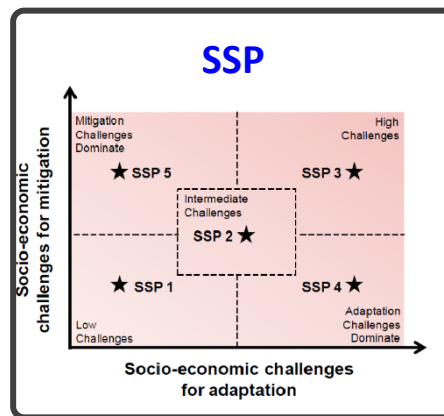 SSP
Socio-economic
challenges for mitigation
Mitigation
Challenges
Dominate
High
Challenges
★ SSP 5
SSP 3 ★
Intermediate
Challenges
SSP 2 ★
★ SSP 1
SSP 4 ★
Low
Challenges
Adaptation
Challenges
Dominate
Socio-economic challenges
for adaptation